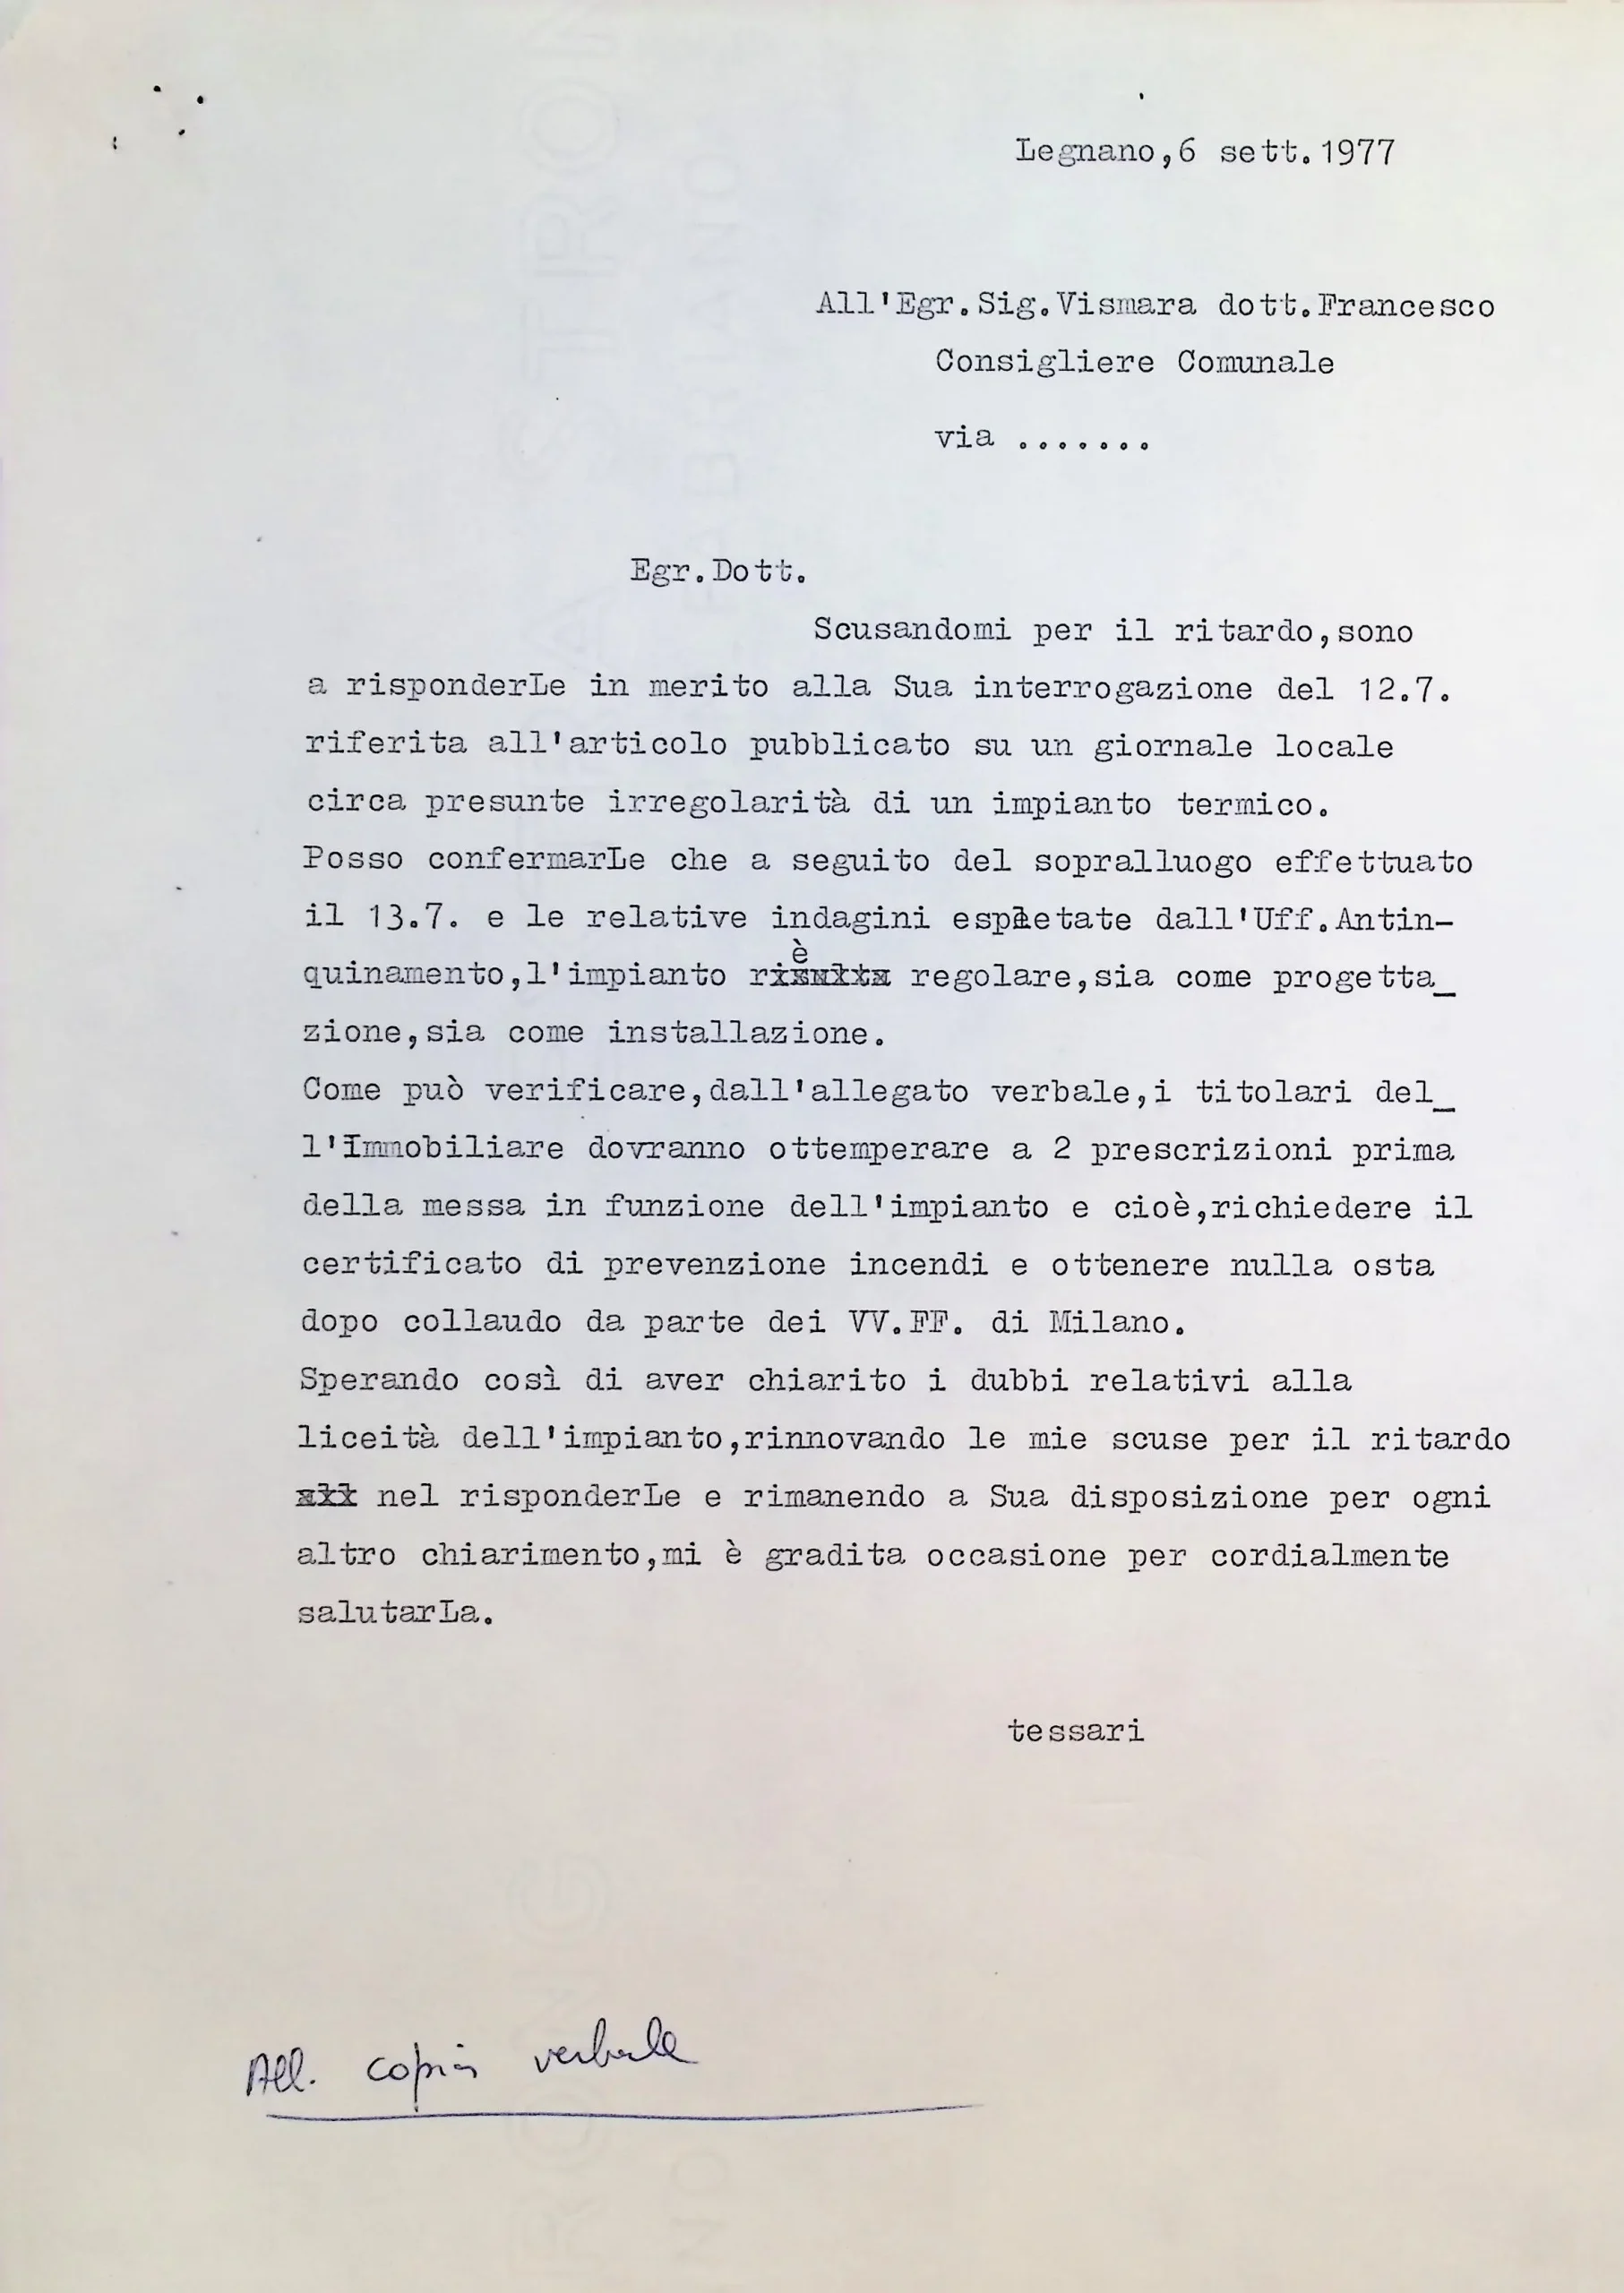 Legnano,6 sett.1977
All'Egr.Sig.Vismara dott.Francesco
Consigliere Comunale
via .......
Egr.Dott.
Scusandomi per il ritardo,sono
a risponderLe in merito alla Sua interrogazione del 12.7.
riferita all'articolo pubblicato su un giornale locale
circa presunte irregolarità di un impianto termico.
Posso confermarLe che a seguito del sopralluogo effettuato
il 13.7. e le relative indagini espletate dall'Uff.Antin-
è
quinamento,l'impianto risulta regolare,sia come progetta_
zione,sia come installazione.
Come può verificare,dall'allegato verbale,i titolari del_
l'Immobiliare dovranno ottemperare a 2 prescrizioni prima
della messa in funzione dell'impianto e cioè,richiedere il
certificato di prevenzione incendi e ottenere nulla osta
dopo collaudo da parte dei VV.FF. di Milano.
Sperando così di aver chiarito i dubbi relativi alla
liceità dell'impianto,rinnovando le mie scuse per il ritardo
nel risponderLe e rimanendo a Sua disposizione per ogni
altro chiarimento,mi è gradita occasione per cordialmente
salutarLa.
tessari
All. copia verbale